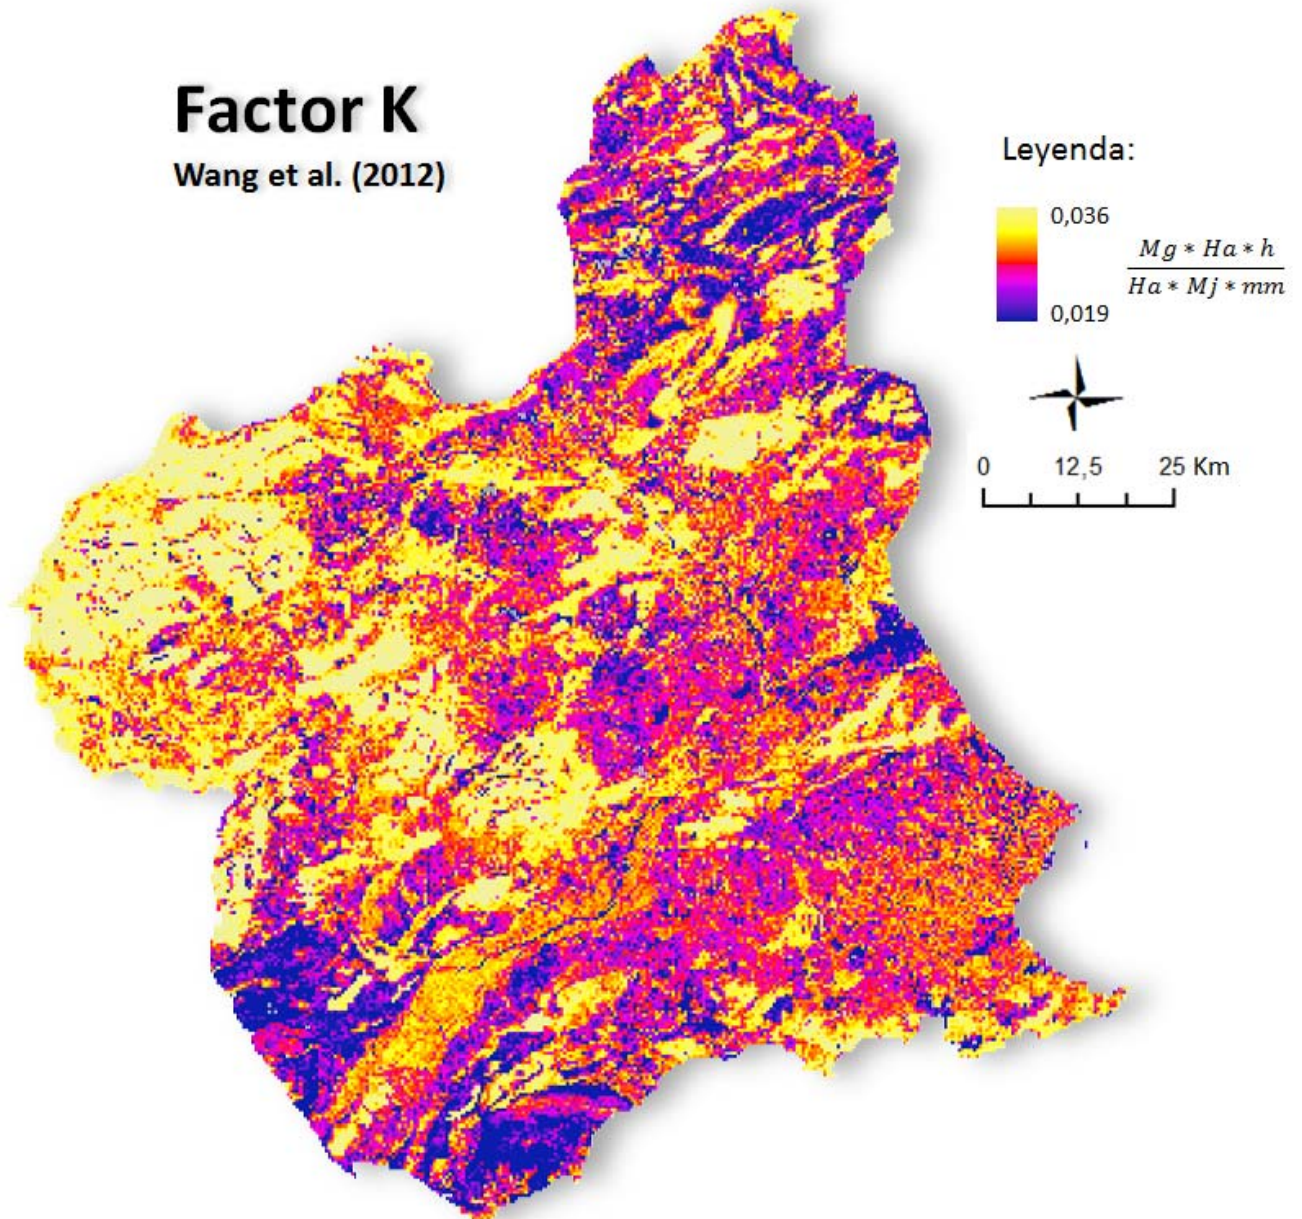 Factor K
Wang et al. (2012)
Leyenda:
0,036
0,019
Mg * Ha * h
Ha * Mj * mm
0 12,5 25 Km